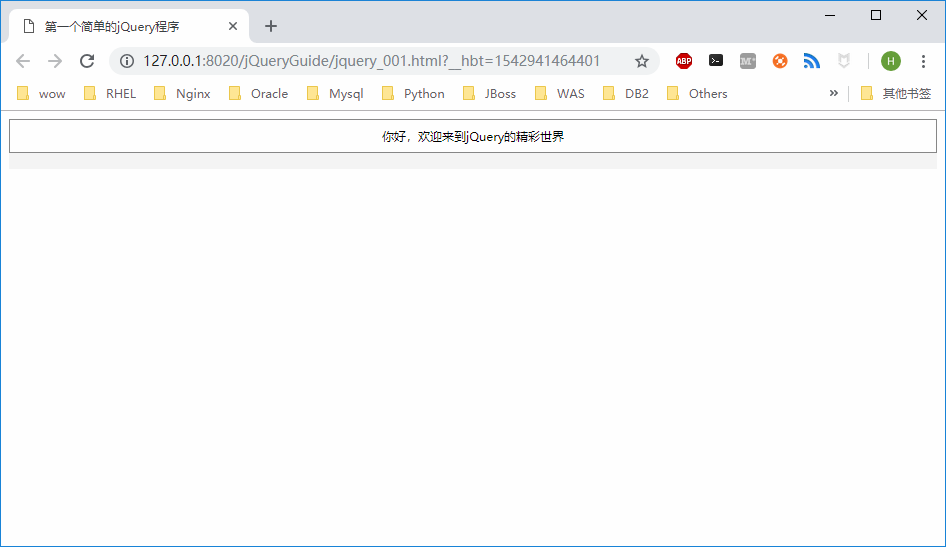 第一个简单的jQuery程序
127.0.0.1:8020/jQueryGuide/jquery_001.html?__hbt=1542941464401 ABP M H
wow RHEL Nginx Oracle Mysql Python JBoss WAS DB2 Others » 其他书签
你好，欢迎来到jQuery的精彩世界